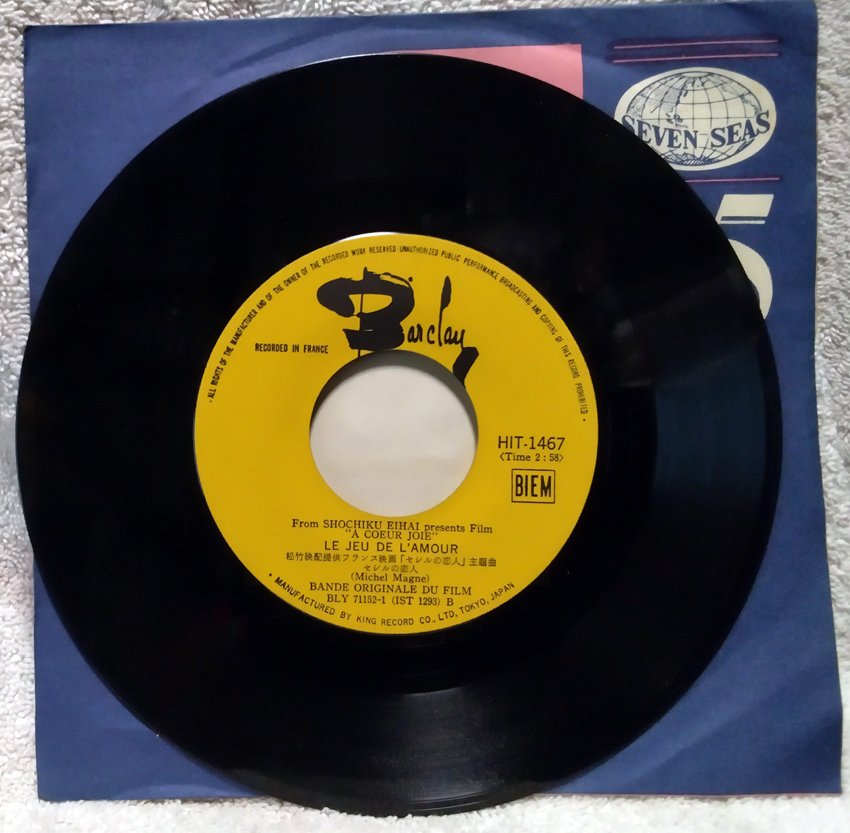 SEVEN SEAS
5
· ALL RIGHTS OF THE MANUFACTURER AND OF THE OWNER OF THE RECORDED WORK RESERVED · UNAUTHORIZED PUBLIC PERFORMANCE BROADCASTING AND COPYING OF THIS RECORD PROHIBITED ·
Barclay
RECORDED IN FRANCE
HIT-1467
〈Time 2:58〉
BIEM
From SHOCHIKU EIHAI presents Film
"À COEUR JOIE"
LE JEU DE L'AMOUR
松竹映配提供フランス映画「セシルの恋人」主題曲
セシルの恋人
(Michel Magne)
BANDE ORIGINALE DU FILM
BLY 71152-1 (IST 1293) B
• MANUFACTURED BY KING RECORD CO., LTD, TOKYO, JAPAN